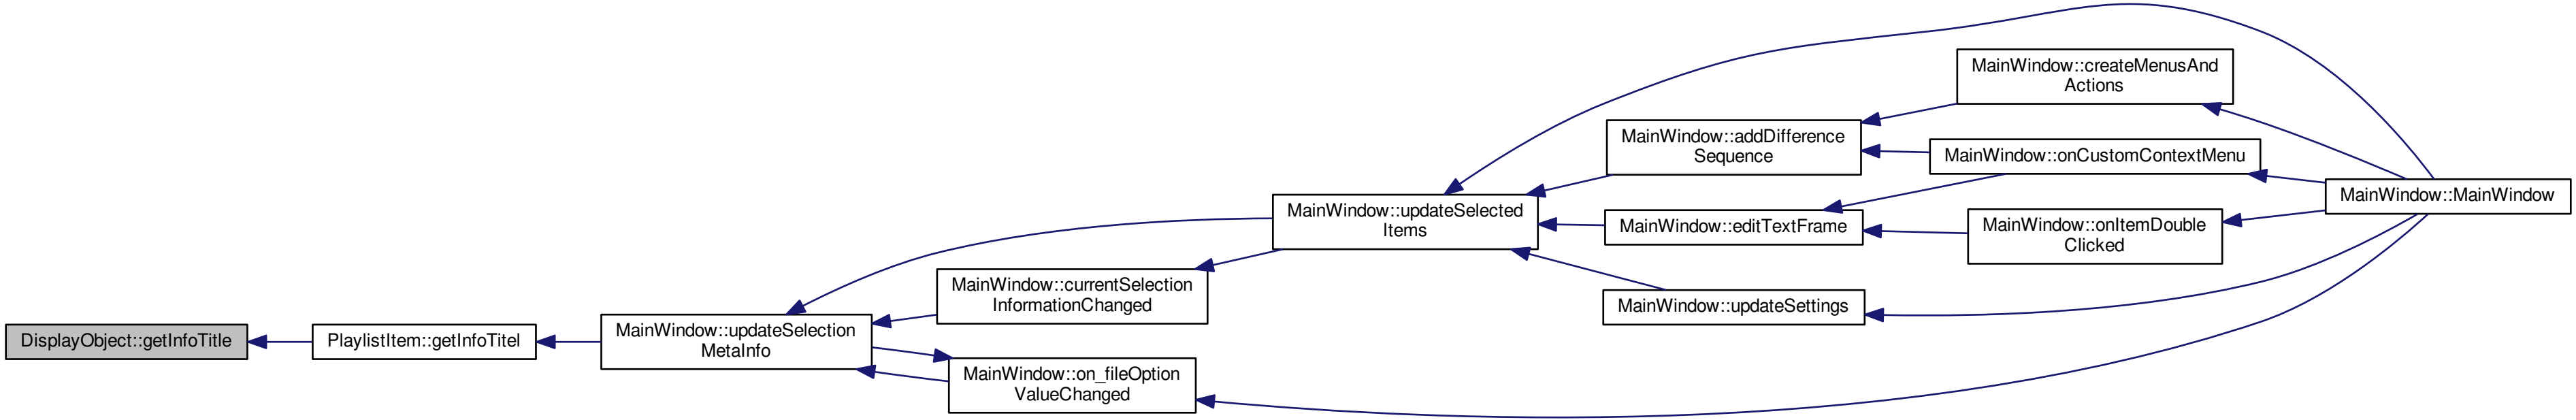 DisplayObject::getInfoTitle
PlaylistItem::getInfoTitel
MainWindow::updateSelection
MetaInfo
MainWindow::currentSelection
InformationChanged
MainWindow::on_fileOption
ValueChanged
MainWindow::updateSelected
Items
MainWindow::addDifference
Sequence
MainWindow::editTextFrame
MainWindow::updateSettings
MainWindow::createMenusAnd
Actions
MainWindow::onCustomContextMenu
MainWindow::onItemDouble
Clicked
MainWindow::MainWindow